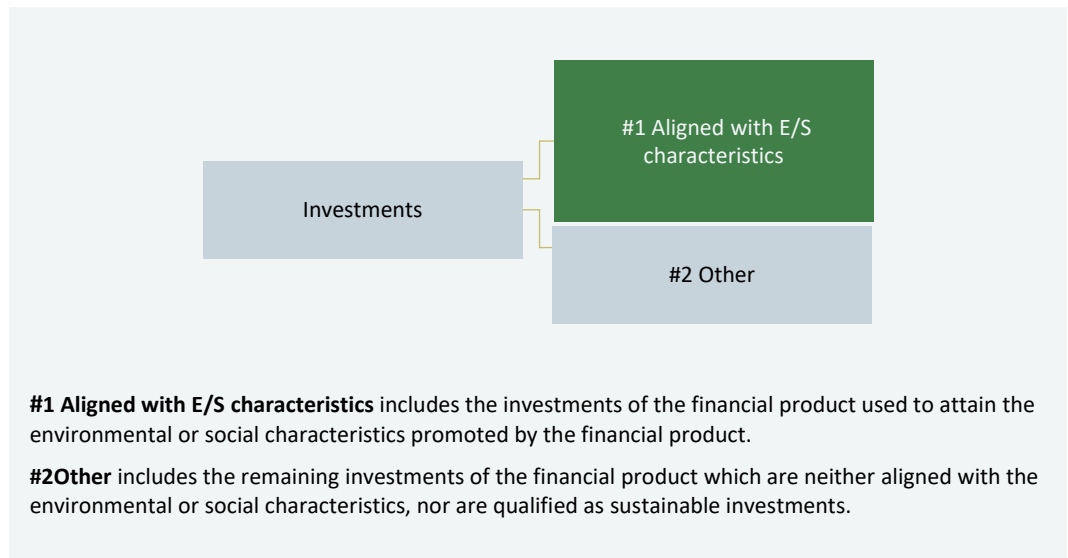 #1 Aligned with E/S
characteristics
Investments
#2 Other
#1 Aligned with E/S characteristics includes the investments of the financial product used to attain the
environmental or social characteristics promoted by the financial product.
#2Other includes the remaining investments of the financial product which are neither aligned with the
environmental or social characteristics, nor are qualified as sustainable investments.